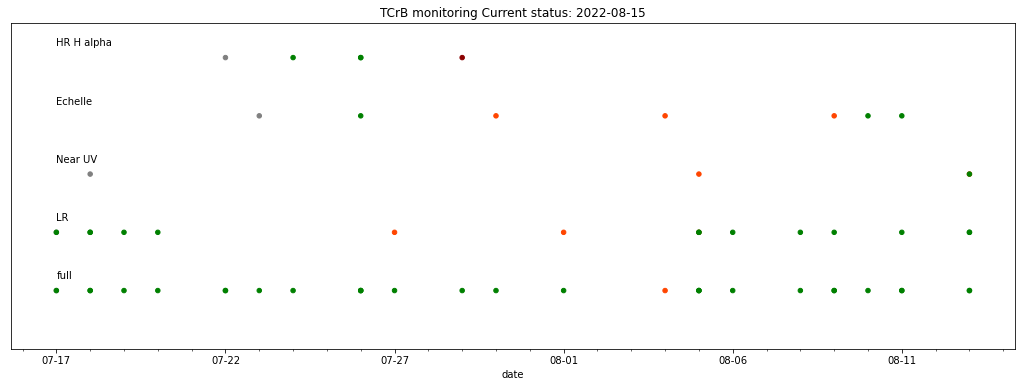 TCrB monitoring Current status: 2022-08-15
HR H alpha
Echelle
Near UV
LR
full
07-17 07-22 07-27 08-01 08-06 08-11
date